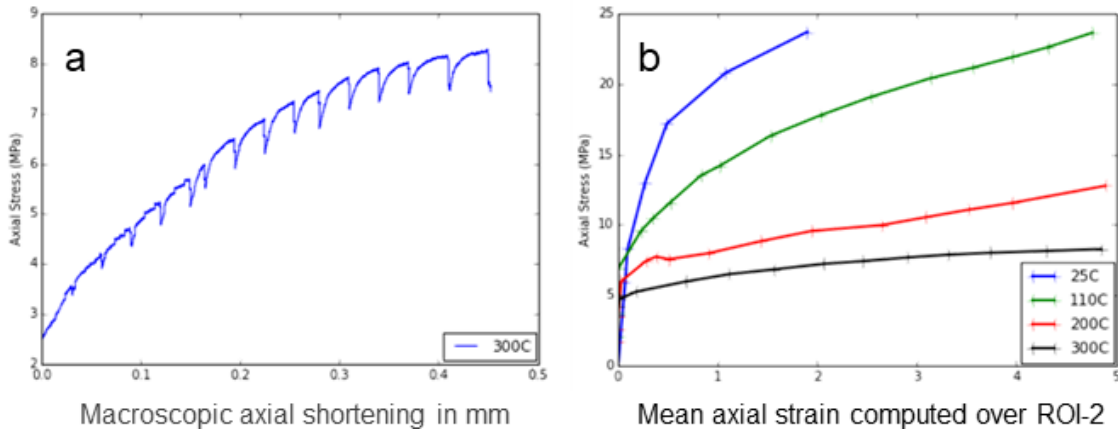 a
9
8
7
6
5
4
3
2
Axial Stress (MPa)
0.0 0.1 0.2 0.3 0.4 0.5
300C
Macroscopic axial shortening in mm
b
25
20
15
10
5
0
Axial Stress (MPa)
0 1 2 3 4 5
25C
110C
200C
300C
Mean axial strain computed over ROI-2